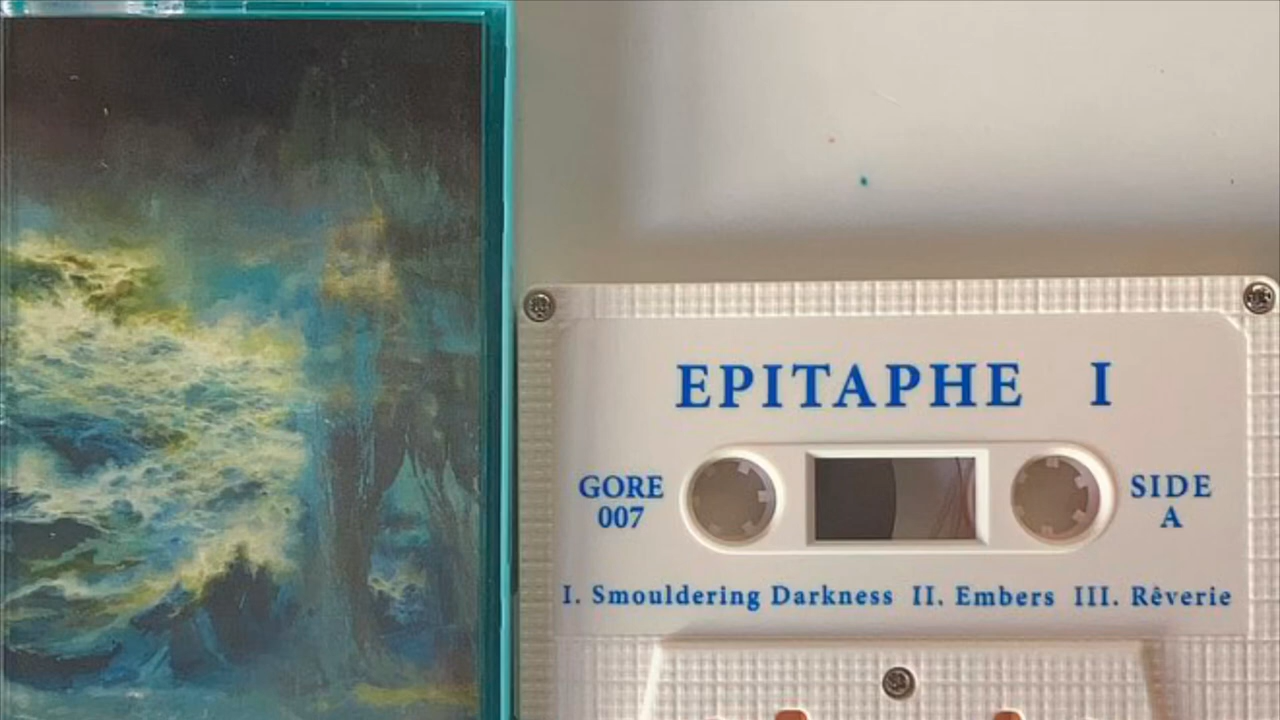 EPITAPHE I
GORE
007
SIDE
A
I. Smouldering Darkness II. Embers III. Rêverie